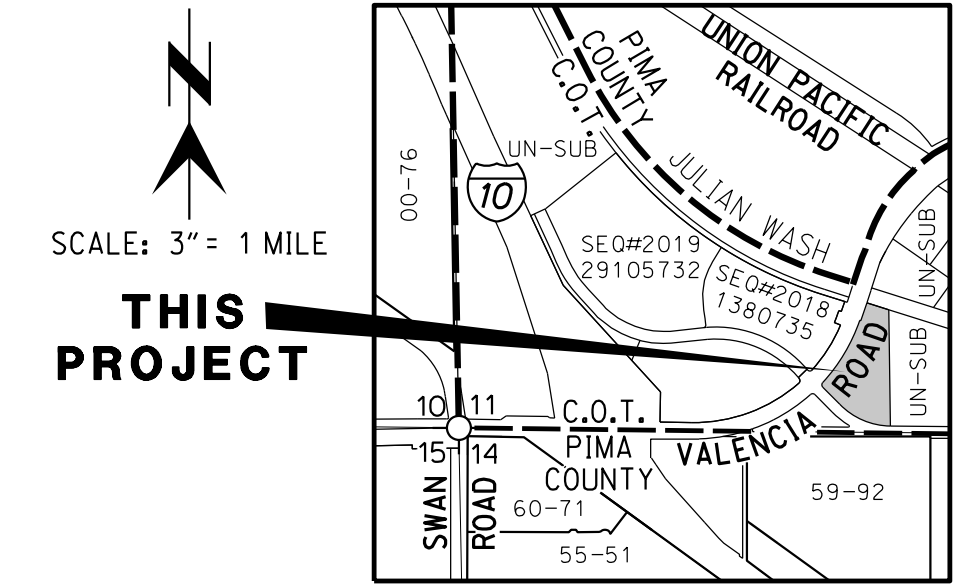 N
SCALE: 3"= 1 MILE
THIS
PROJECT
00-76
UN-SUB
10
PIMA
COUNTY
C.O.T.
UNION PACIFIC
RAILROAD
JULIAN WASH
SEQ#2019
29105732
SEQ#2018
1380735
UN-SUB
UN-SUB
VALENCIA ROAD
10
11
15
14
C.O.T.
PIMA
COUNTY
SWAN
ROAD
60-71
55-51
59-92